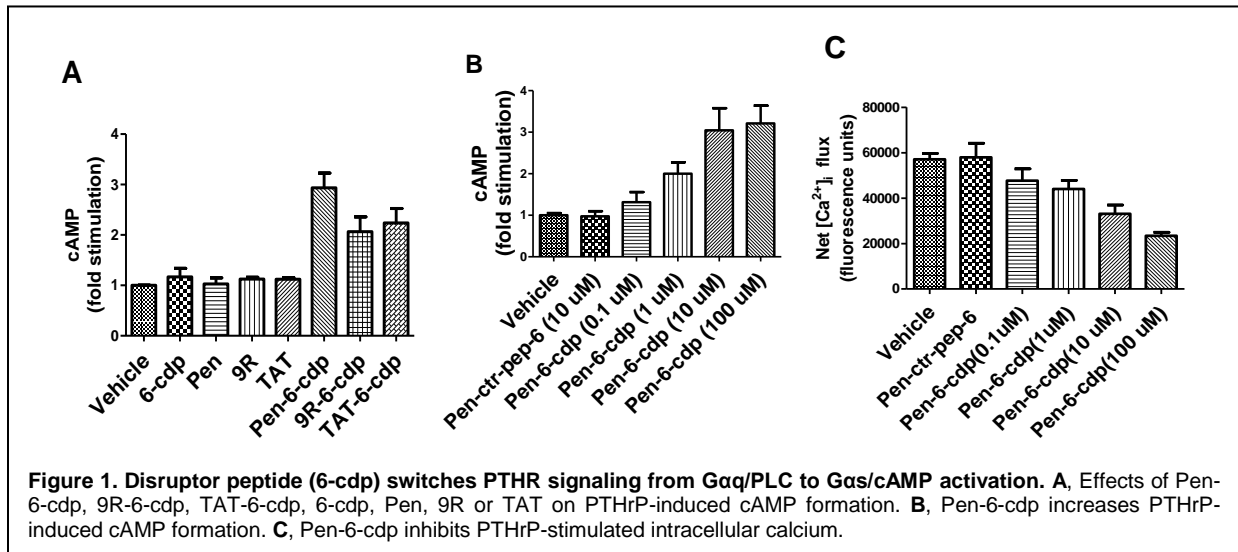 A
cAMP
(fold stimulation)
4
3
2
1
0
Vehicle
6-cdp
Pen
9R
TAT
Pen-6-cdp
9R-6-cdp
TAT-6-cdp
B
cAMP
(fold stimulation)
4
3
2
1
0
Vehicle
Pen-ctr-pep-6 (10 uM)
Pen-6-cdp (0.1 uM)
Pen-6-cdp (1 uM)
Pen-6-cdp (10 uM)
Pen-6-cdp (100 uM)
C
Net [Ca²⁺]ᵢ flux
(fluorescence units)
80000
60000
40000
20000
0
Vehicle
Pen-ctr-pep-6
Pen-6-cdp(0.1uM)
Pen-6-cdp(1uM)
Pen-6-cdp(10 uM)
Pen-6-cdp(100 uM)
Figure 1. Disruptor peptide (6-cdp) switches PTHR signaling from Gαq/PLC to Gαs/cAMP activation. A, Effects of Pen-
6-cdp, 9R-6-cdp, TAT-6-cdp, 6-cdp, Pen, 9R or TAT on PTHrP-induced cAMP formation. B, Pen-6-cdp increases PTHrP-
induced cAMP formation. C, Pen-6-cdp inhibits PTHrP-stimulated intracellular calcium.